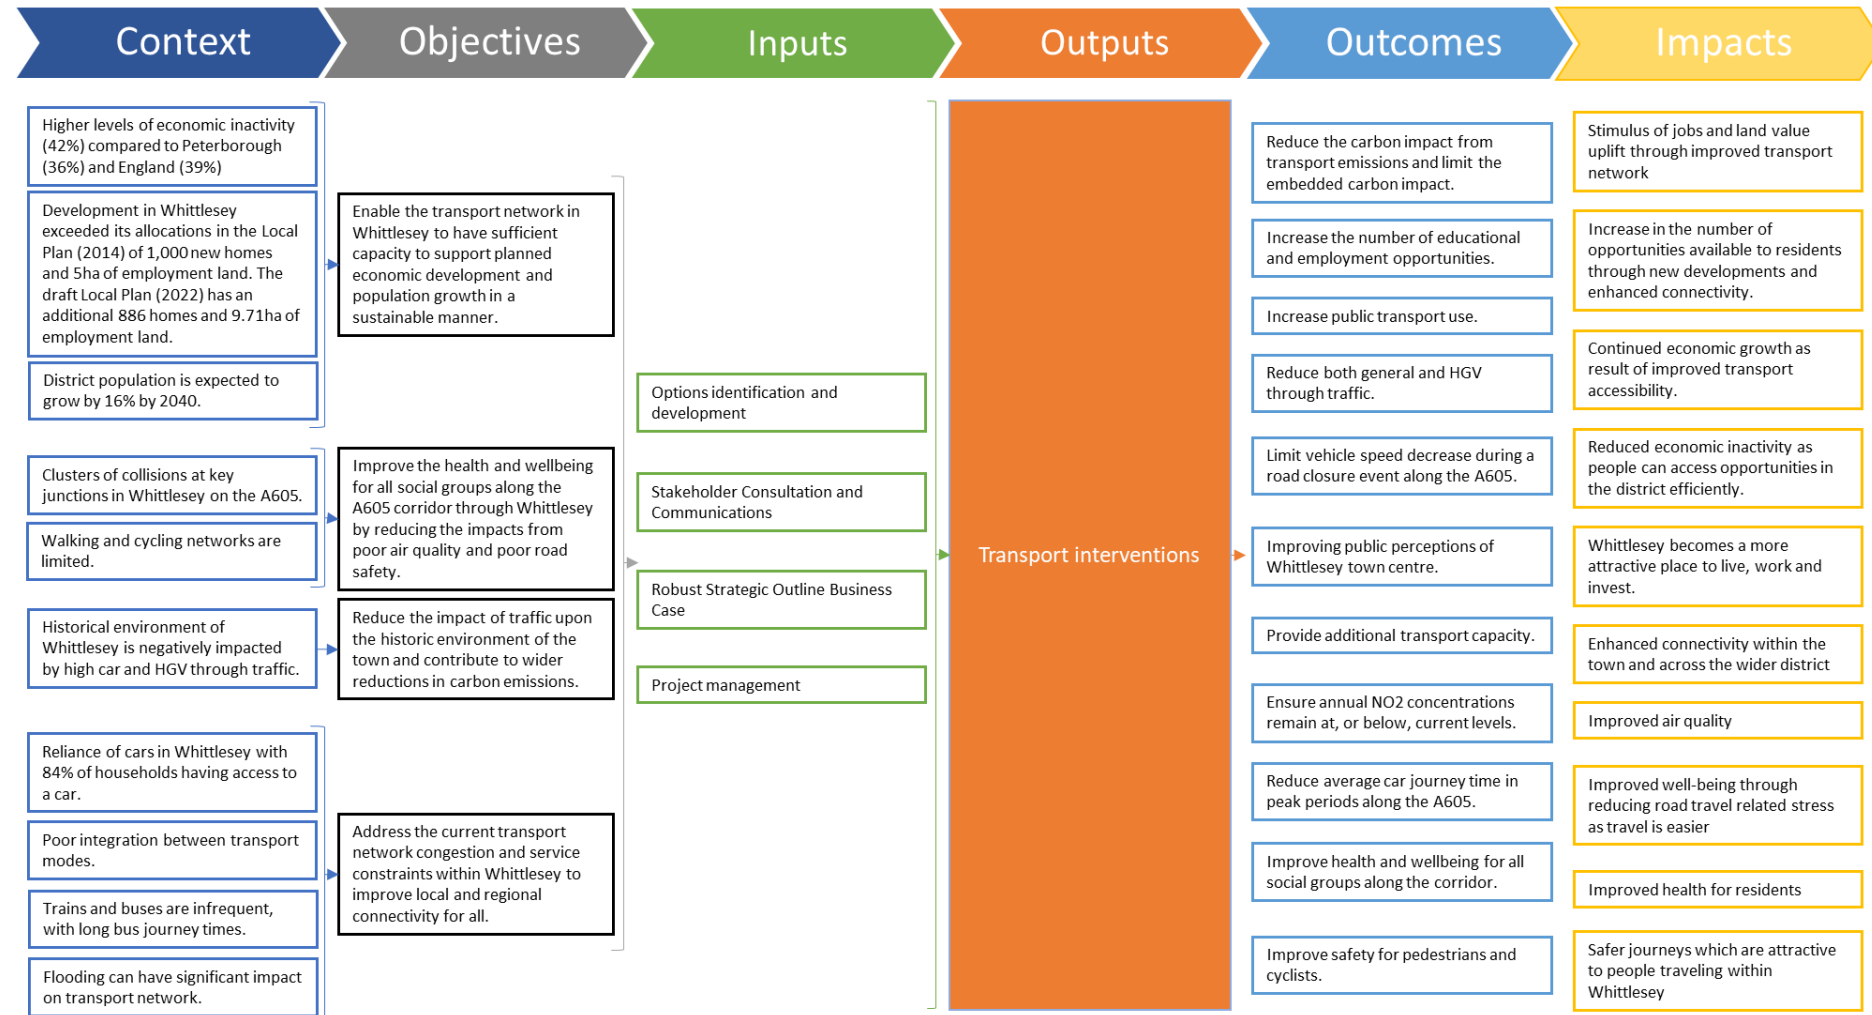 Context
Objectives
Inputs
Outputs
Outcomes
Impacts
Higher levels of economic inactivity
(42%) compared to Peterborough
(36%) and England (39%)
Development in Whittlesey
exceeded its allocations in the Local
Plan (2014) of 1,000 new homes
and 5ha of employment land. The
draft Local Plan (2022) has an
additional 886 homes and 9.71ha of
employment land.
District population is expected to
grow by 16% by 2040.
Clusters of collisions at key
junctions in Whittlesey on the A605.
Walking and cycling networks are
limited.
Historical environment of
Whittlesey is negatively impacted
by high car and HGV through traffic.
Reliance of cars in Whittlesey with
84% of households having access to
a car.
Poor integration between transport
modes.
Trains and buses are infrequent,
with long bus journey times.
Flooding can have significant impact
on transport network.
Enable the transport network in
Whittlesey to have sufficient
capacity to support planned
economic development and
population growth in a
sustainable manner.
Improve the health and wellbeing
for all social groups along the
A605 corridor through Whittlesey
by reducing the impacts from
poor air quality and poor road
safety.
Reduce the impact of traffic upon
the historic environment of the
town and contribute to wider
reductions in carbon emissions.
Address the current transport
network congestion and service
constraints within Whittlesey to
improve local and regional
connectivity for all.
Options identification and
development
Stakeholder Consultation and
Communications
Robust Strategic Outline Business
Case
Project management
Transport interventions
Reduce the carbon impact from
transport emissions and limit the
embedded carbon impact.
Increase the number of educational
and employment opportunities.
Increase public transport use.
Reduce both general and HGV
through traffic.
Limit vehicle speed decrease during a
road closure event along the A605.
Improving public perceptions of
Whittlesey town centre.
Provide additional transport capacity.
Ensure annual NO2 concentrations
remain at, or below, current levels.
Reduce average car journey time in
peak periods along the A605.
Improve health and wellbeing for all
social groups along the corridor.
Improve safety for pedestrians and
cyclists.
Stimulus of jobs and land value
uplift through improved transport
network
Increase in the number of
opportunities available to residents
through new developments and
enhanced connectivity.
Continued economic growth as
result of improved transport
accessibility.
Reduced economic inactivity as
people can access opportunities in
the district efficiently.
Whittlesey becomes a more
attractive place to live, work and
invest.
Enhanced connectivity within the
town and across the wider district
Improved air quality
Improved well-being through
reducing road travel related stress
as travel is easier
Improved health for residents
Safer journeys which are attractive
to people traveling within
Whittlesey